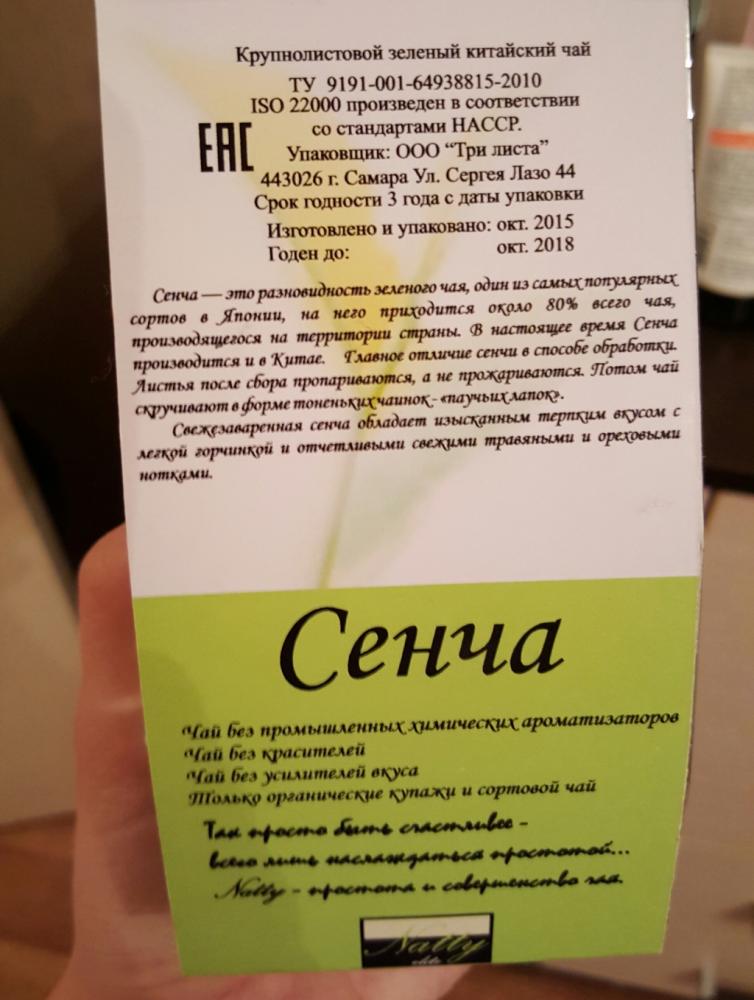 Крупнолистовой зеленый китайский чай
ТУ 9191-001-64938815-2010
ISO 22000 произведен в соответствии
со стандартами НАССР.
ЕАС
Упаковщик: ООО “Три листа”
443026 г. Самара Ул. Сергея Лазо 44
Срок годности 3 года с даты упаковки
Изготовлено и упаковано: окт. 2015
Годен до: окт. 2018
Сенча — это разновидность зеленого чая, один из самых популярных
сортов в Японии, на него приходится около 80% всего чая,
производящегося на территории страны. В настоящее время Сенча
производится и в Китае. Главное отличие сенчи в способе обработки.
Листья после сбора пропариваются, а не прожариваются. Потом чай
скручивают в форме тоненьких чаинок - «паучьих лапок».
Свежезаваренная сенча обладает изысканным терпким вкусом с
легкой горчинкой и отчетливыми свежими травяными и ореховыми
нотками.
Сенча
Чай без промышленных химических ароматизаторов
Чай без красителей
Чай без усилителей вкуса
Только органические купажи и сортовой чай
Так просто быть счастливее -
всего лишь наслаждаться простотой...
Natty - простота и совершенство чая.
Natty
elite